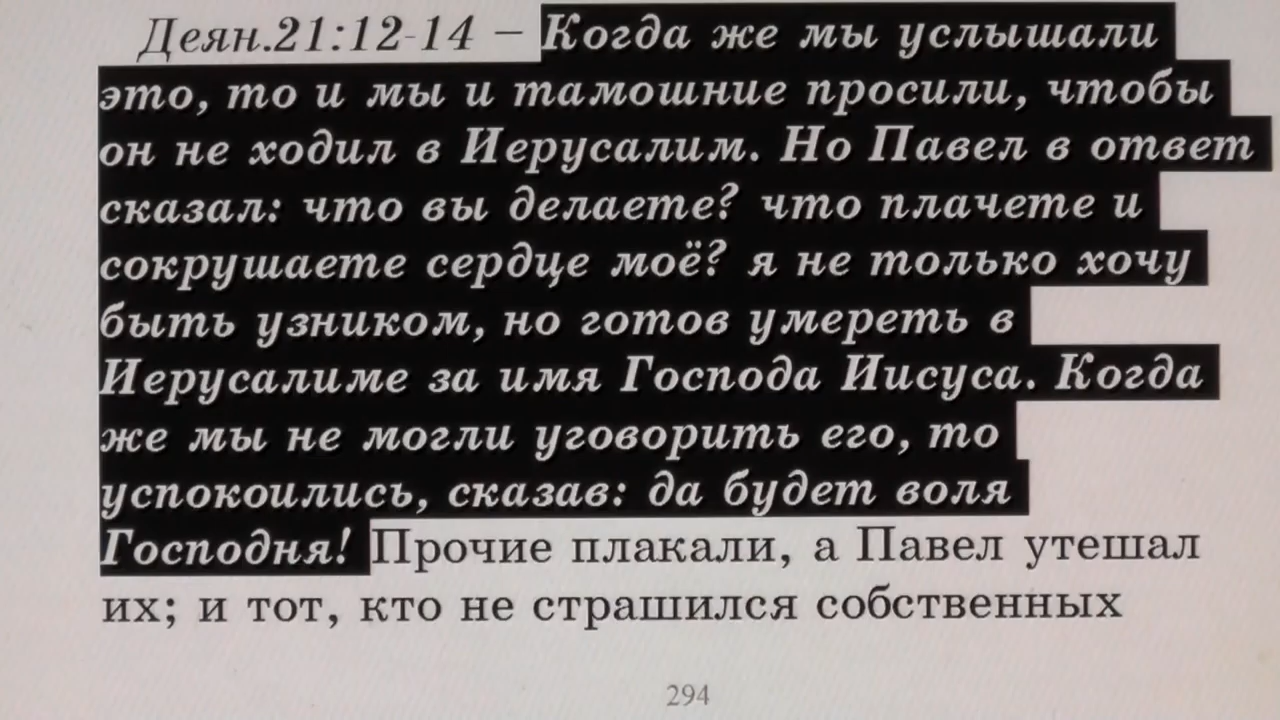 Деян.21:12-14 – Когда же мы услышали
это, то и мы и тамошние просили, чтобы
он не ходил в Иерусалим. Но Павел в ответ
сказал: что вы делаете? что плачете и
сокрушаете сердце моё? я не только хочу
быть узником, но готов умереть в
Иерусалиме за имя Господа Иисуса. Когда
же мы не могли уговорить его, то
успокоились, сказав: да будет воля
Господня! Прочие плакали, а Павел утешал
их; и тот, кто не страшился собственных
294